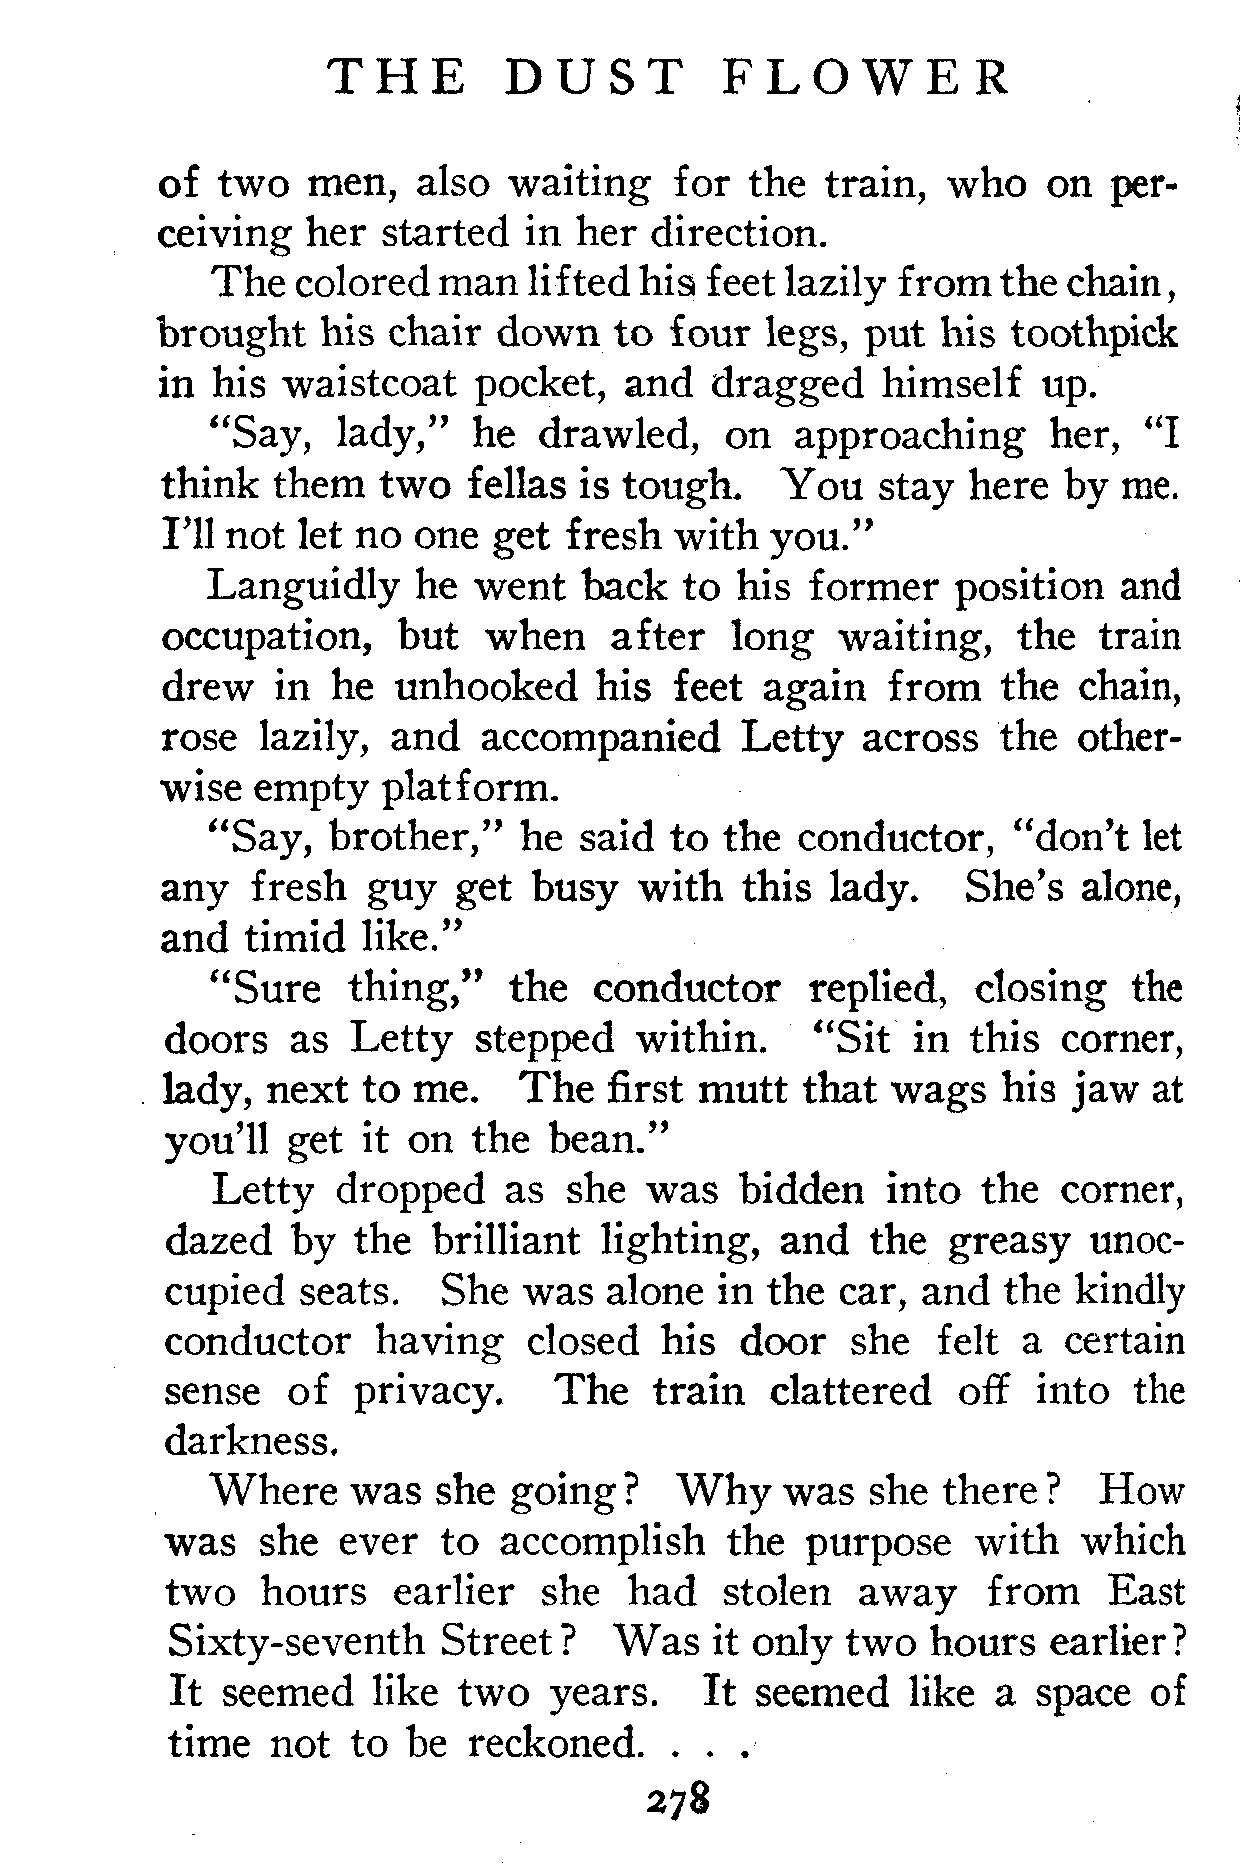 THE DUST FLOWER
of two men, also waiting for the train, who on per-
ceiving her started in her direction.
The colored man lifted his feet lazily from the chain,
brought his chair down to four legs, put his toothpick
in his waistcoat pocket, and dragged himself up.
“Say, lady,” he drawled, on approaching her, “I
think them two fellas is tough. You stay here by me.
I’ll not let no one get fresh with you.”
Languidly he went back to his former position and
occupation, but when after long waiting, the train
drew in he unhooked his feet again from the chain,
rose lazily, and accompanied Letty across the other-
wise empty platform.
“Say, brother,” he said to the conductor, “don’t let
any fresh guy get busy with this lady. She’s alone,
and timid like.”
“Sure thing,” the conductor replied, closing the
doors as Letty stepped within. “Sit in this corner,
lady, next to me. The first mutt that wags his jaw at
you’ll get it on the bean.”
Letty dropped as she was bidden into the corner,
dazed by the brilliant lighting, and the greasy unoc-
cupied seats. She was alone in the car, and the kindly
conductor having closed his door she felt a certain
sense of privacy. The train clattered off into the
darkness.
Where was she going? Why was she there? How
was she ever to accomplish the purpose with which
two hours earlier she had stolen away from East
Sixty-seventh Street? Was it only two hours earlier?
It seemed like two years. It seemed like a space of
time not to be reckoned. . . .
278